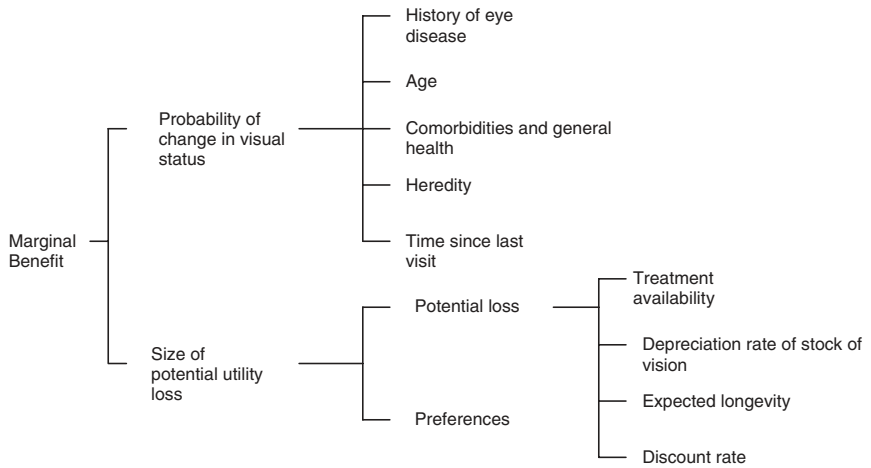 History of eye
disease
Age
Probability of
change in visual
status
Comorbidities and general
health
Heredity
Marginal
Benefit
Time since last
visit
Treatment
availability
Potential loss
Size of
potential utility
loss
Depreciation rate of stock of
vision
Expected longevity
Preferences
Discount rate